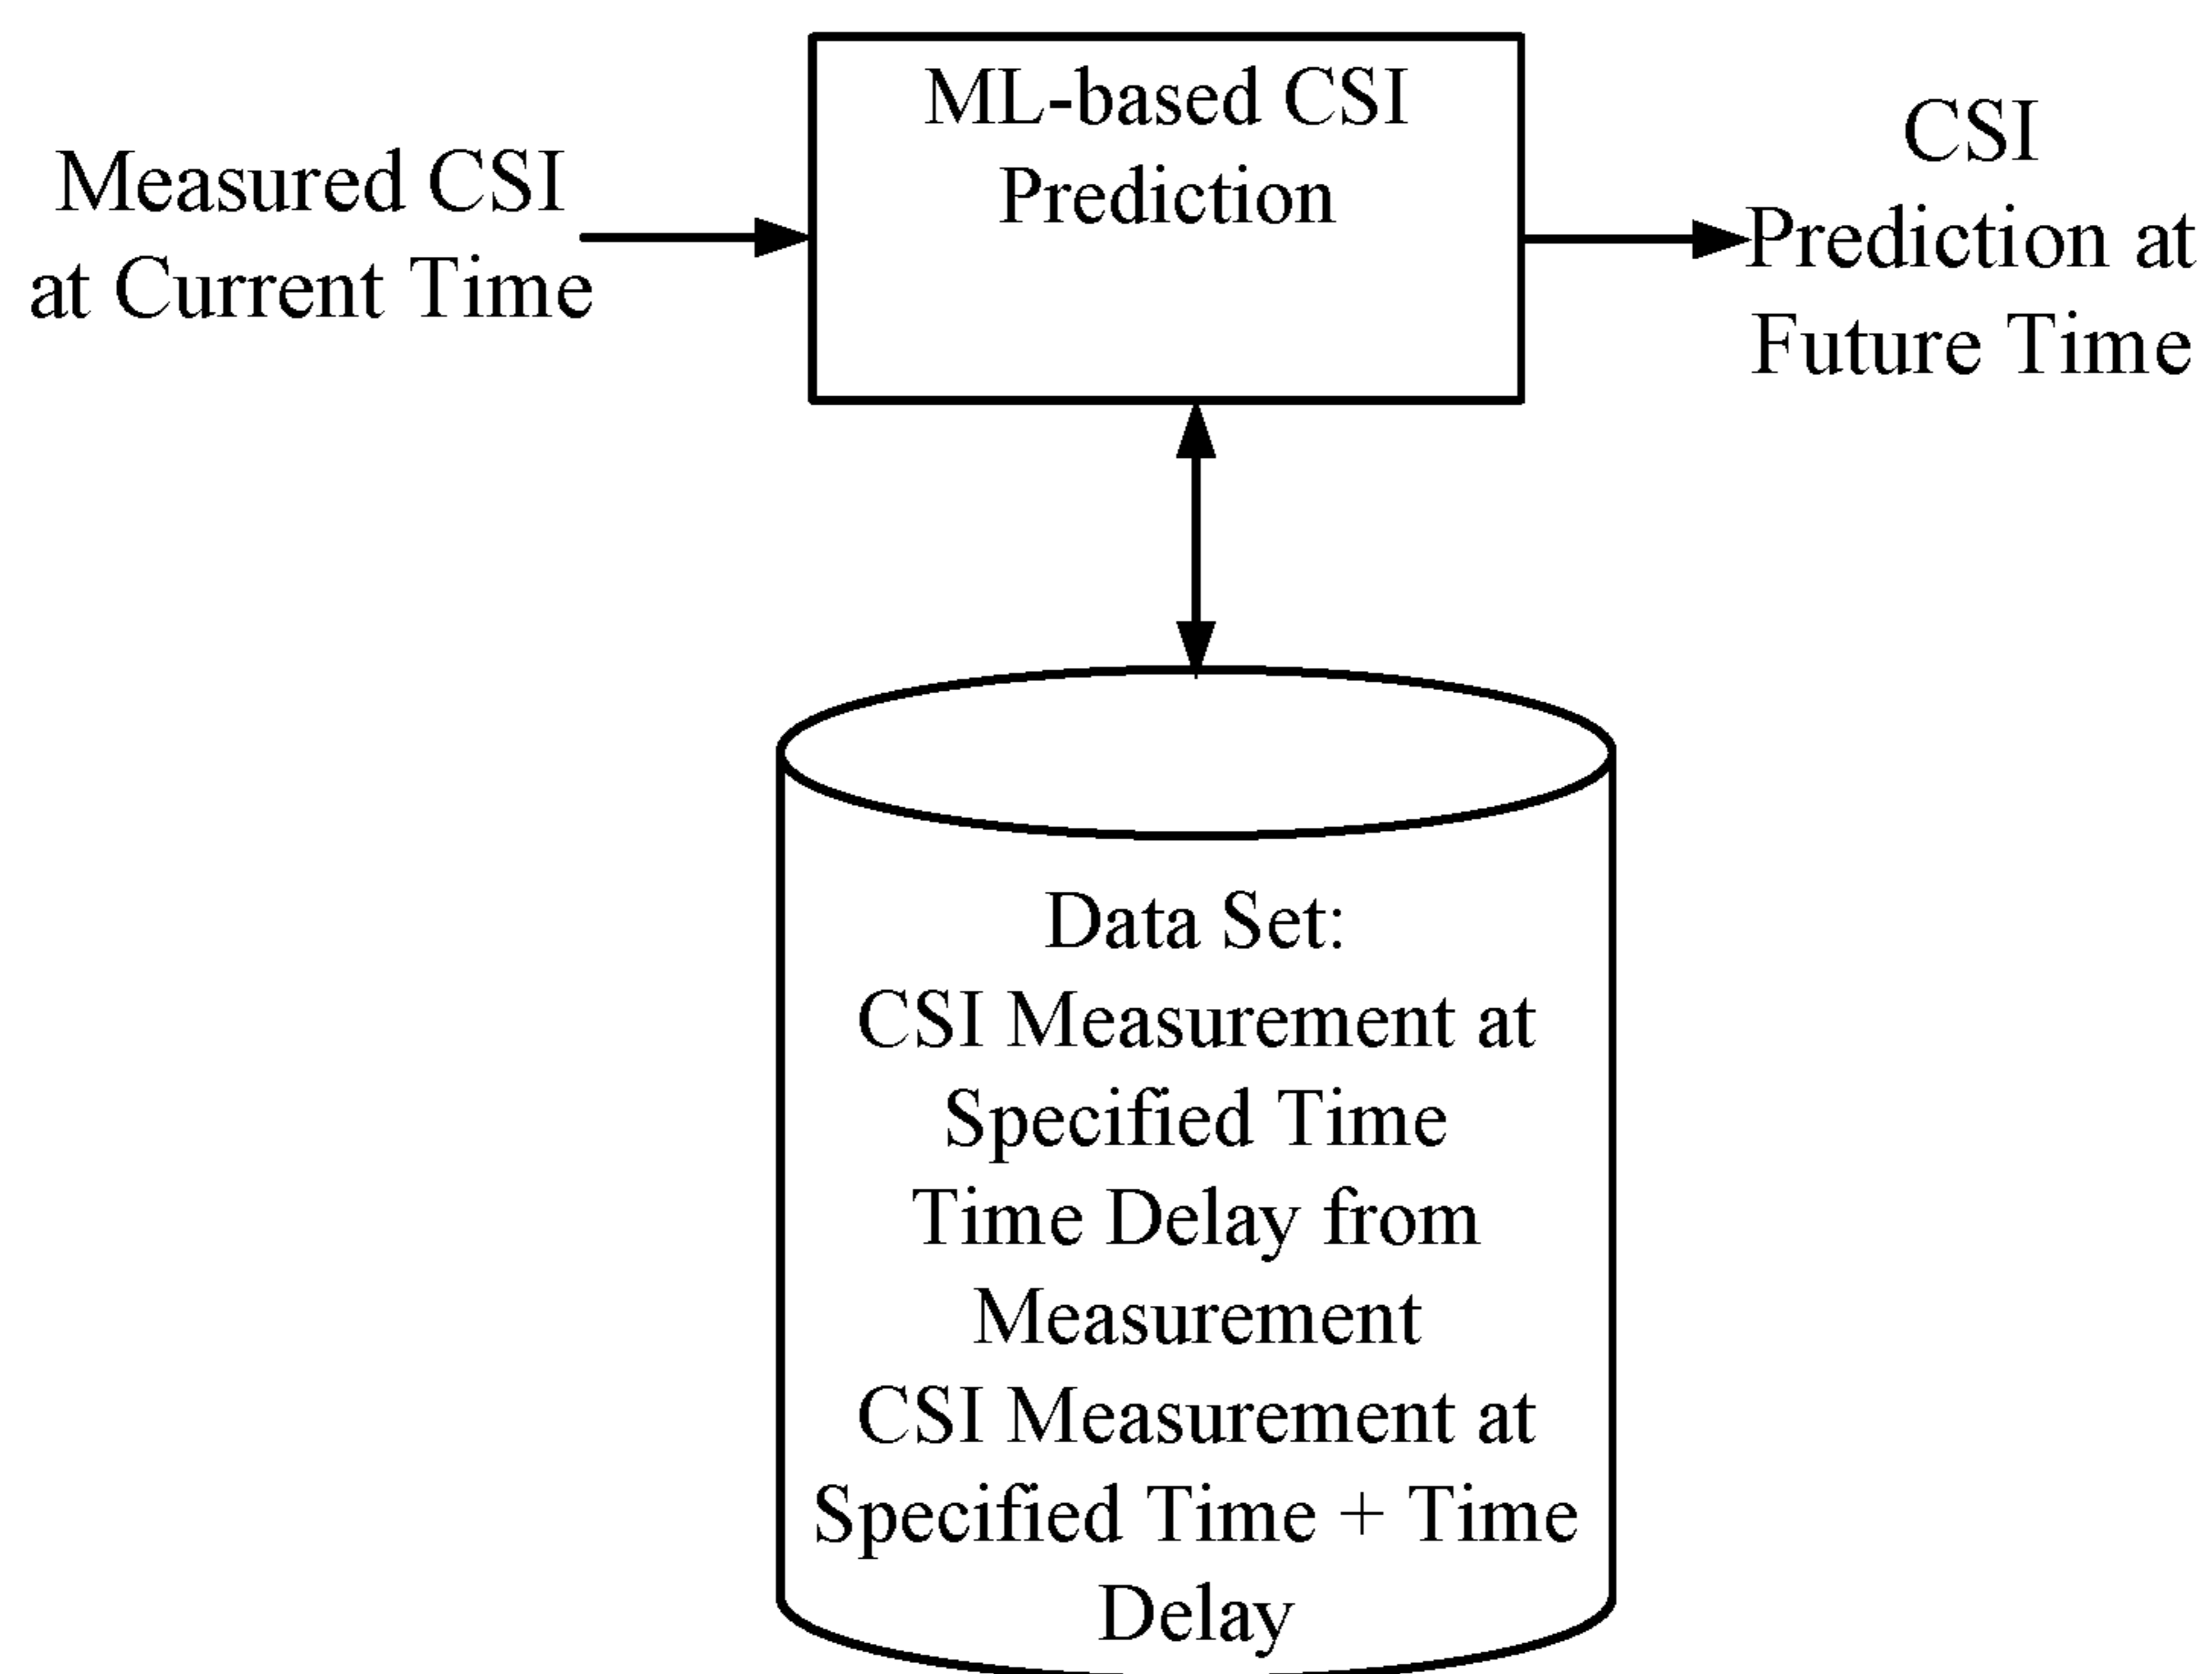 Measured CSI
at Current Time
ML-based CSI
Prediction
CSI
Prediction at
Future Time
Data Set:
CSI Measurement at
Specified Time
Time Delay from
Measurement
CSI Measurement at
Specified Time + Time
Delay